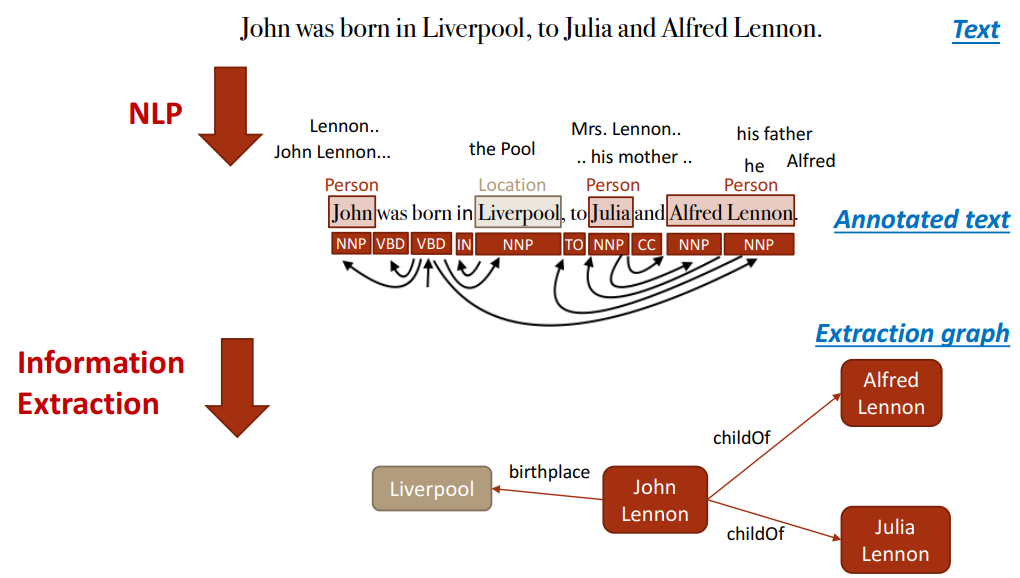 John was born in Liverpool, to Julia and Alfred Lennon.
Text
NLP
Lennon..
John Lennon...
the Pool
Mrs. Lennon..
.. his mother ..
his father
he
Alfred
Person
Location
Person
Person
John was born in Liverpool, to Julia and Alfred Lennon.
Annotated text
NNP VBD VBD IN NNP TO NNP CC NNP NNP
Extraction graph
Information
Extraction
Alfred
Lennon
childOf
birthplace
Liverpool
John
Lennon
childOf
Julia
Lennon